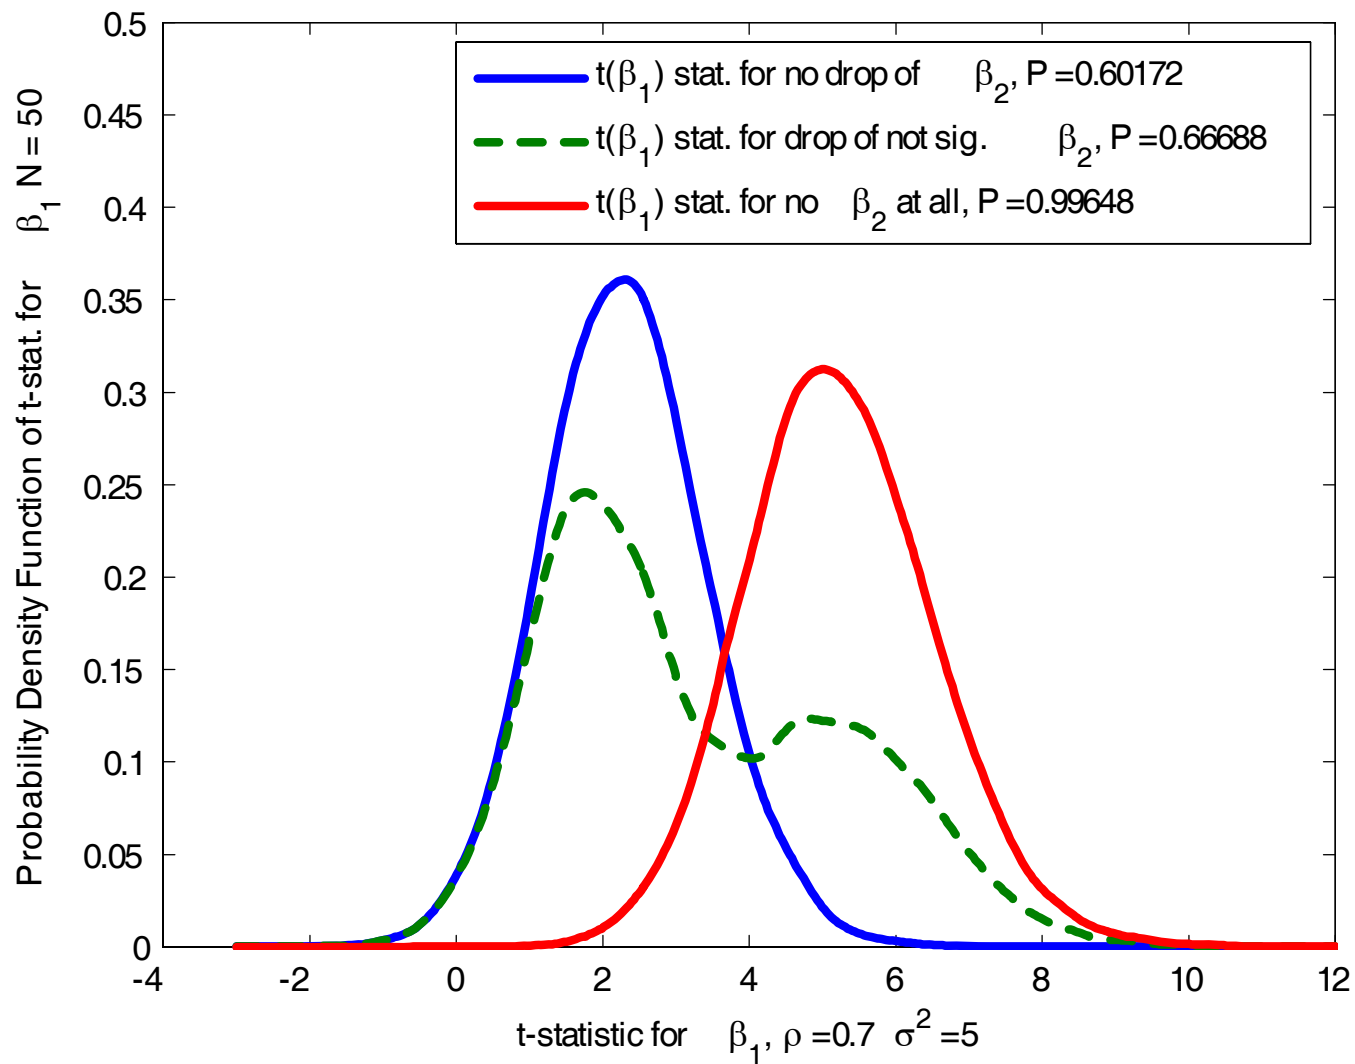 Probability Density Function of t-stat. for β₁ N = 50
0.5
0.45
0.4
0.35
0.3
0.25
0.2
0.15
0.1
0.05
0
t(β₁) stat. for no drop of β₂, P =0.60172
t(β₁) stat. for drop of not sig. β₂, P =0.66688
t(β₁) stat. for no β₂ at all, P =0.99648
-4 -2 0 2 4 6 8 10 12
t-statistic for β₁, ρ =0.7 σ² =5